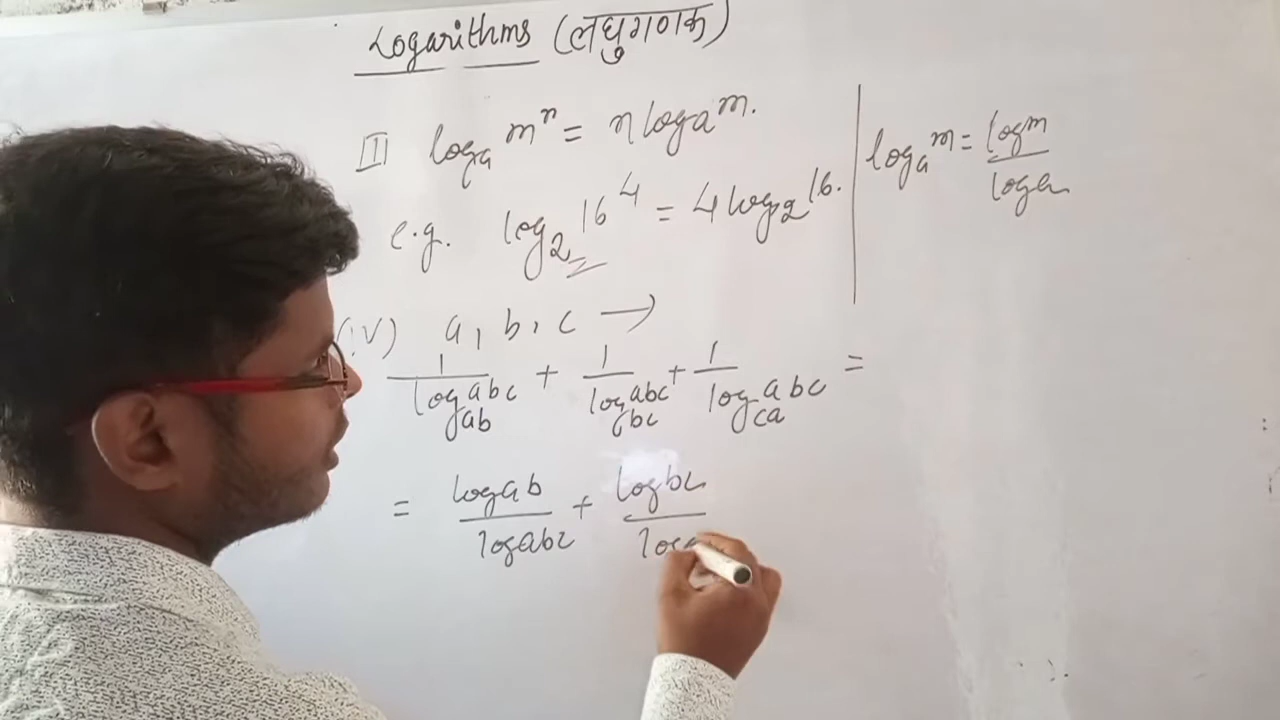 Logarithms (लघुगणक)
III log_a m^n = n log_a m.
e.g. log_2 16^4 = 4 log_2 16.
log_a m = log m / log a
(IV) a, b, c →
1/log_ab abc + 1/log_bc abc + 1/log_ca abc =
= log ab / log abc + log bc / log